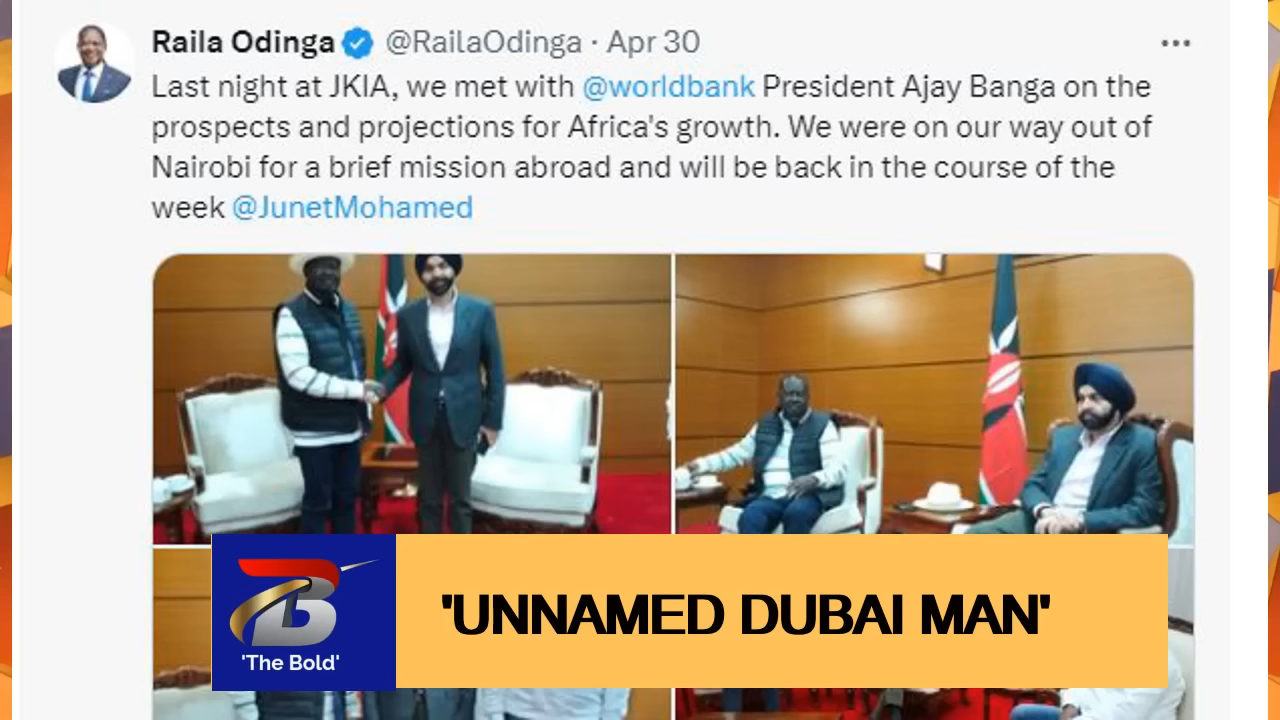 Raila Odinga @RailaOdinga · Apr 30
Last night at JKIA, we met with @worldbank President Ajay Banga on the
prospects and projections for Africa's growth. We were on our way out of
Nairobi for a brief mission abroad and will be back in the course of the
week @JunetMohamed
B
'The Bold'
'UNNAMED DUBAI MAN'